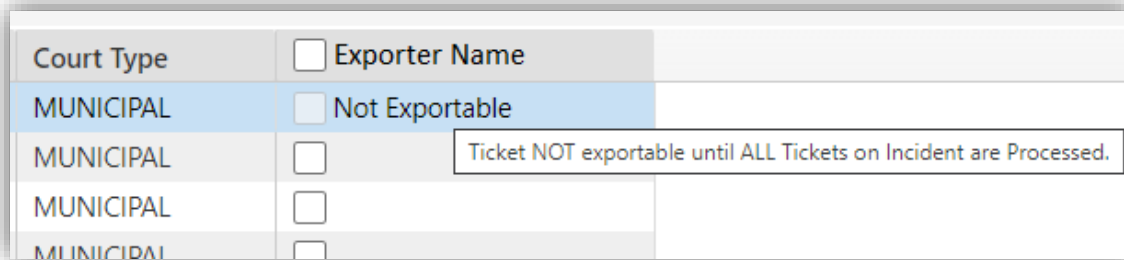 Court Type Exporter Name
MUNICIPAL Not Exportable
Ticket NOT exportable until ALL Tickets on Incident are Processed.
MUNICIPAL
MUNICIPAL
MUNICIPAL